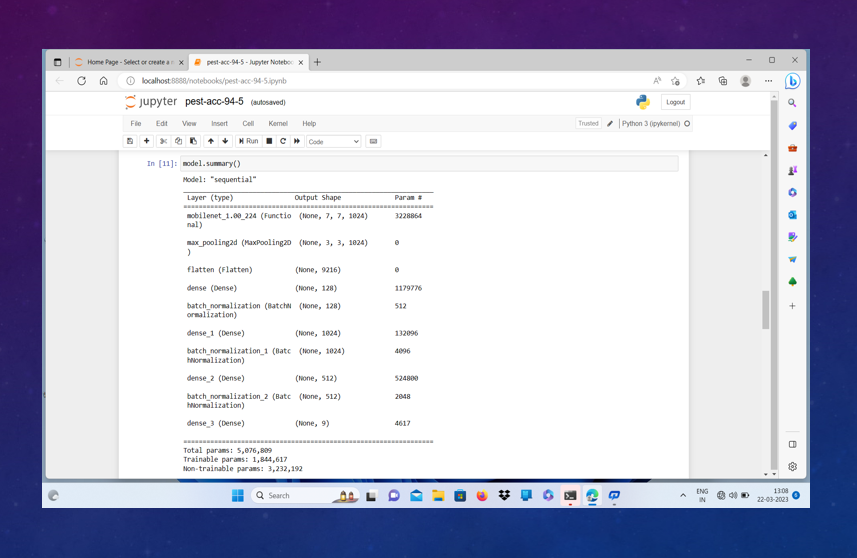 Home Page - Select or create a n
pest-acc-94-5 - Jupyter Noteboo
localhost:8888/notebooks/pest-acc-94-5.ipynb
jupyter pest-acc-94-5 (autosaved)
Logout
File Edit View Insert Cell Kernel Help
Trusted Python 3 (ipykernel)
Run Code
In [11]: model.summary()
Model: "sequential"
Layer (type) Output Shape Param #
mobilenet_1.00_224 (Functio (None, 7, 7, 1024) 3228864
nal)
max_pooling2d (MaxPooling2D (None, 3, 3, 1024) 0
)
flatten (Flatten) (None, 9216) 0
dense (Dense) (None, 128) 1179776
batch_normalization (BatchN (None, 128) 512
ormalization)
dense_1 (Dense) (None, 1024) 132096
batch_normalization_1 (Batc (None, 1024) 4096
hNormalization)
dense_2 (Dense) (None, 512) 524800
batch_normalization_2 (Batc (None, 512) 2048
hNormalization)
dense_3 (Dense) (None, 9) 4617
Total params: 5,076,809
Trainable params: 1,844,617
Non-trainable params: 3,232,192
Search
ENG
IN
13:08
22-03-2023